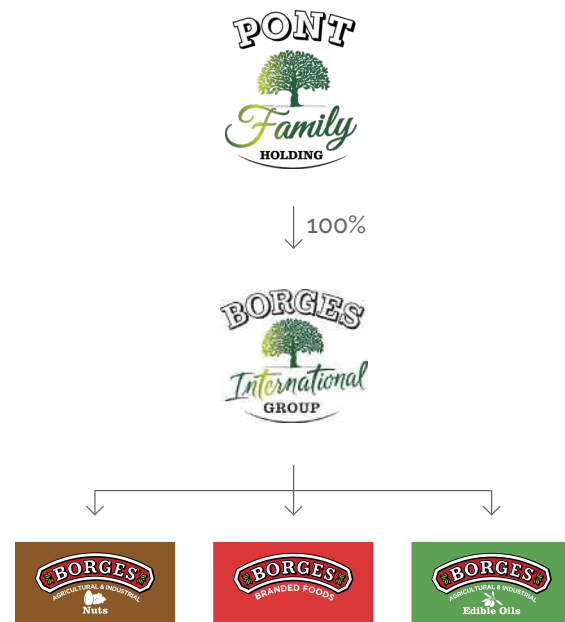 PONT
Family
HOLDING
100%
BORGES
International
GROUP
BORGES
AGRICULTURAL & INDUSTRIAL
Nuts
BORGES
BRANDED FOODS
BORGES
AGRICULTURAL & INDUSTRIAL
Edible Oils